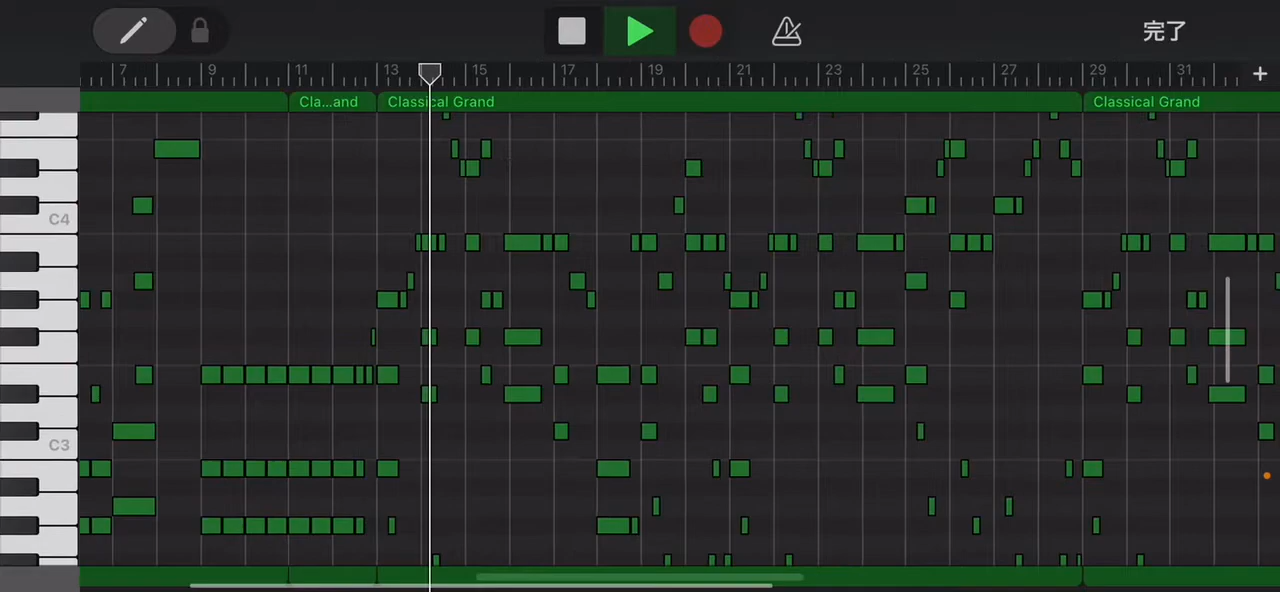 完了
7 9 11 13 15 17 19 21 23 25 27 29 31
Cla...and Classical Grand Classical Grand
C4
C3